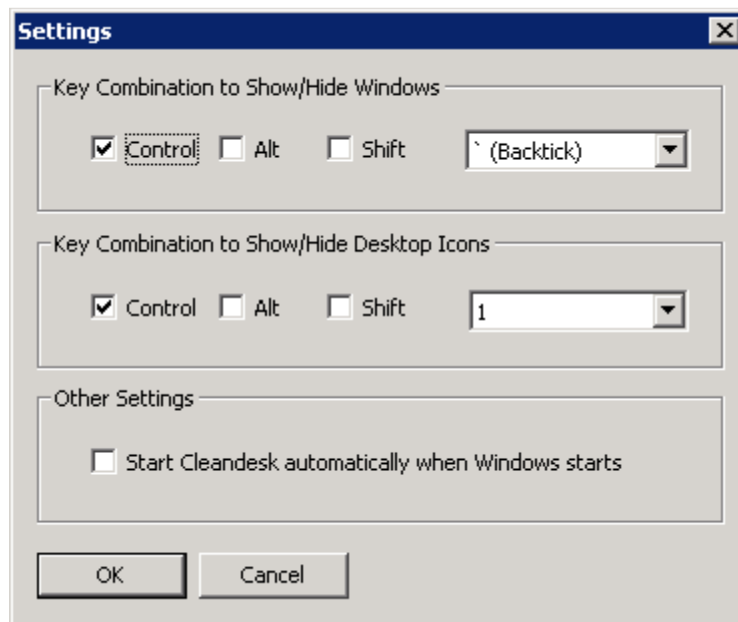 Settings
Key Combination to Show/Hide Windows
Control Alt Shift ` (Backtick)
Key Combination to Show/Hide Desktop Icons
Control Alt Shift 1
Other Settings
Start Cleandesk automatically when Windows starts
OK Cancel